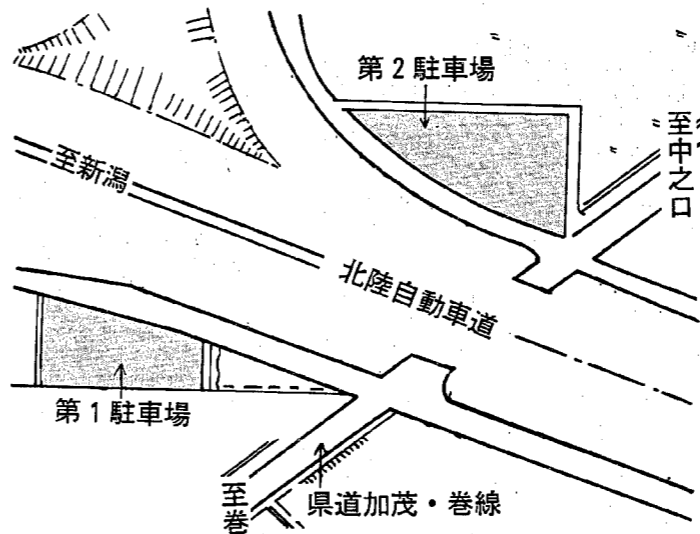 第2駐車場
至中之口
至新潟
北陸自動車道
第1駐車場
至巻
県道加茂・巻線